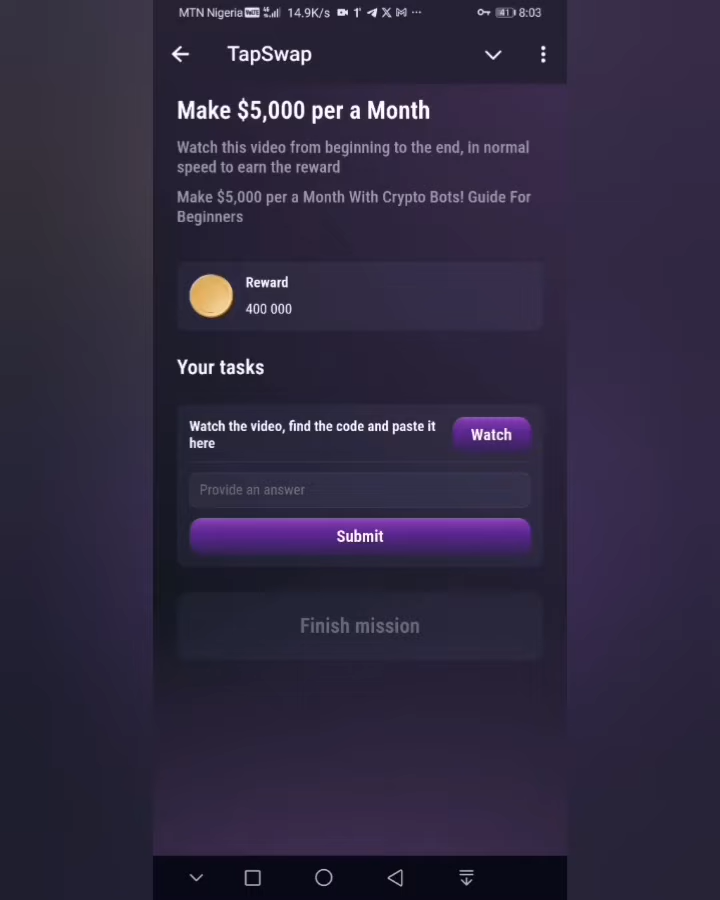 MTN Nigeria VoLTE 14.9K/s 41 8:03
TapSwap
Make $5,000 per a Month
Watch this video from beginning to the end, in normal
speed to earn the reward
Make $5,000 per a Month With Crypto Bots! Guide For
Beginners
Reward
400 000
Your tasks
Watch the video, find the code and paste it
here
Watch
Provide an answer
Submit
Finish mission